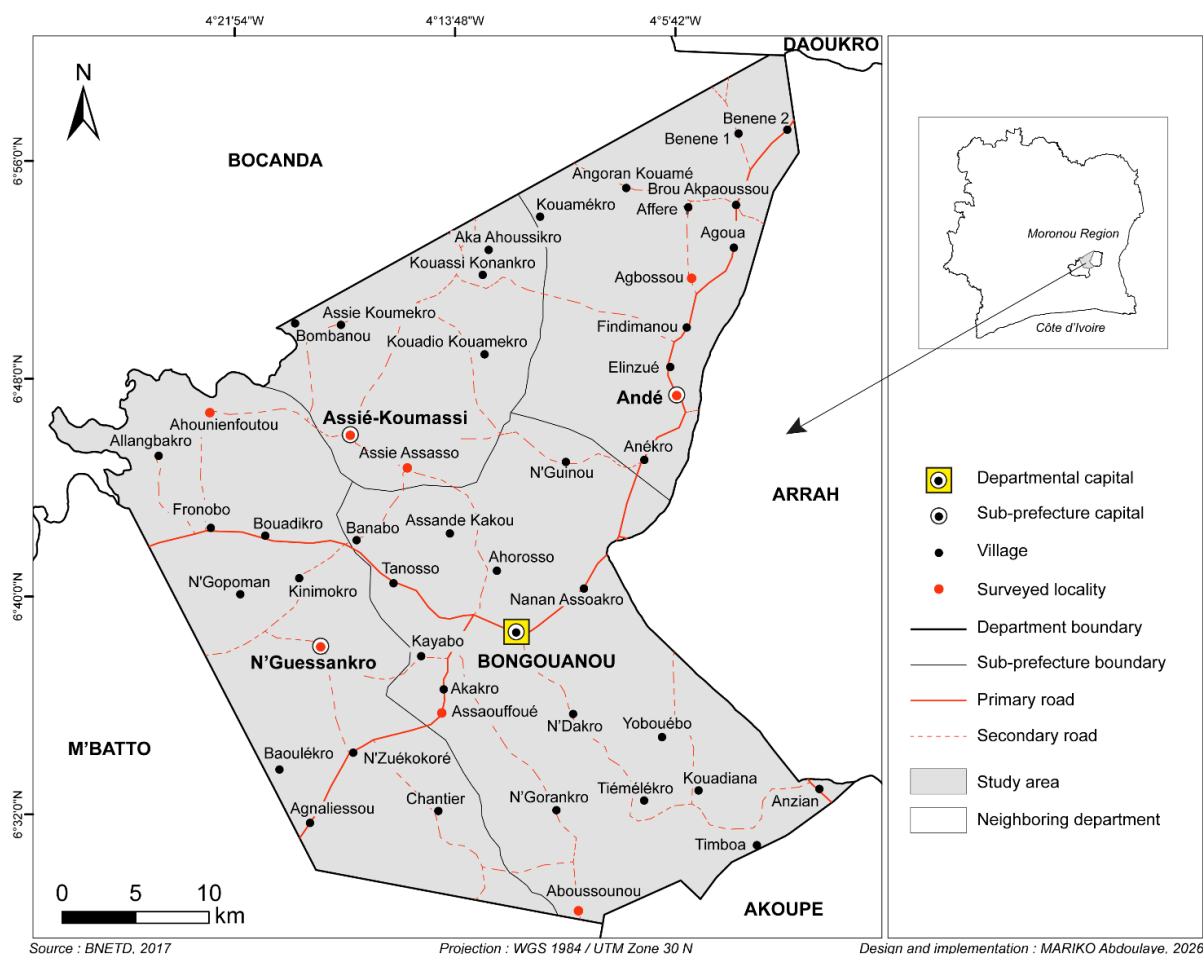 4°21'54"W
4°13'48"W
4°5'42"W
DAOUKRO
N
Benene 2
Benene 1
6°56'0"N
BOCANDA
Angoran Kouamé
Brou Akpaoussou
Kouamékro
Affere
Agoua
Aka Ahoussikro
Kouassi Konankro
Agbossou
Moronou Region
Côte d'Ivoire
Assie Koumekro
Bombanou
Findimanou
Kouadio Kouamekro
Elinzué
6°48'0"N
Andé
Ahounienfoutou
Assié-Koumassi
Allangbakro
Assie Assasso
Anékro
N'Guinou
ARRAH
Departmental capital
Sub-prefecture capital
Village
Surveyed locality
Department boundary
Sub-prefecture boundary
Primary road
Secondary road
Study area
Neighboring department
Fronobo
Bouadikro
Banabo
Assande Kakou
Ahorosso
Tanosso
N'Gopoman
Kinimokro
Nanan Assoakro
6°40'0"N
Kayabo
N'Guessankro
BONGOUANOU
Akakro
Assaouffoué
N'Dakro
Yobouébo
M'BATTO
Baoulékro
N'Zuékokoré
Agnaliessou
Chantier
N'Gorankro
Tiémélékro
Kouadiana
Anzian
6°32'0"N
Timboa
Aboussounou
AKOUPE
0 5 10
km
Source : BNETD, 2017
Projection : WGS 1984 / UTM Zone 30 N
Design and implementation : MARIKO Abdoulaye, 2026